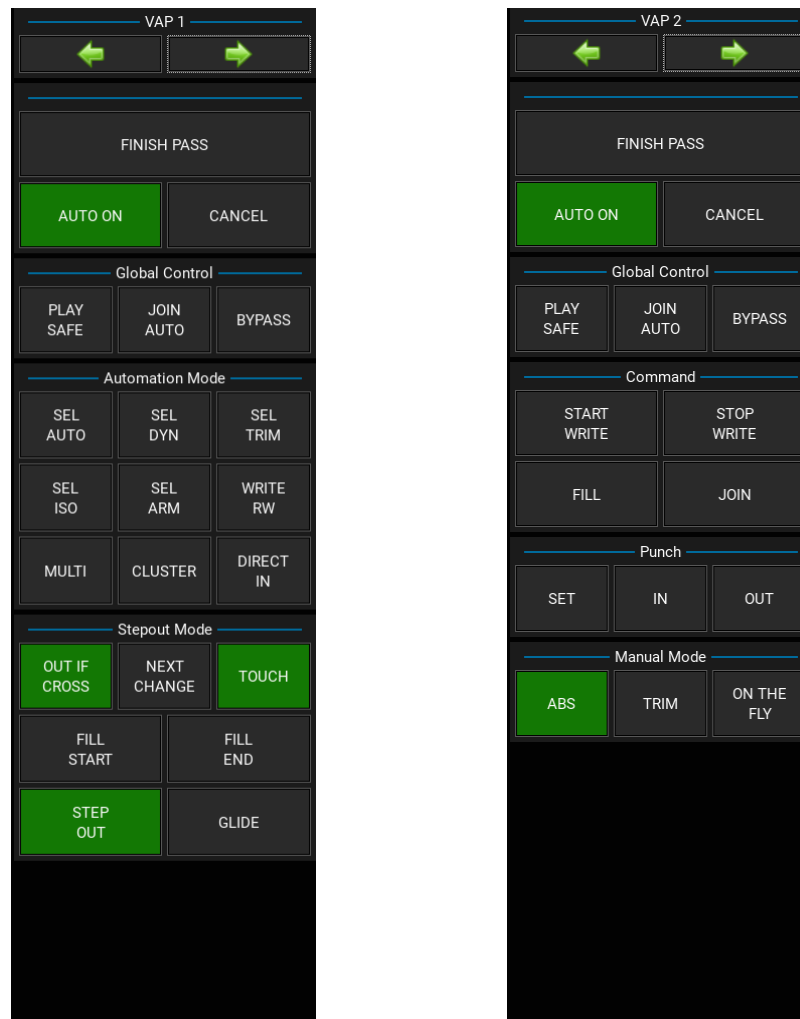 VAP 1
FINISH PASS
AUTO ON
CANCEL
Global Control
PLAY
SAFE
JOIN
AUTO
BYPASS
Automation Mode
SEL
AUTO
SEL
DYN
SEL
TRIM
SEL
ISO
SEL
ARM
WRITE
RW
MULTI
CLUSTER
DIRECT
IN
Stepout Mode
OUT IF
CROSS
NEXT
CHANGE
TOUCH
FILL
START
FILL
END
STEP
OUT
GLIDE
VAP 2
FINISH PASS
AUTO ON
CANCEL
Global Control
PLAY
SAFE
JOIN
AUTO
BYPASS
Command
START
WRITE
STOP
WRITE
FILL
JOIN
Punch
SET
IN
OUT
Manual Mode
ABS
TRIM
ON THE
FLY